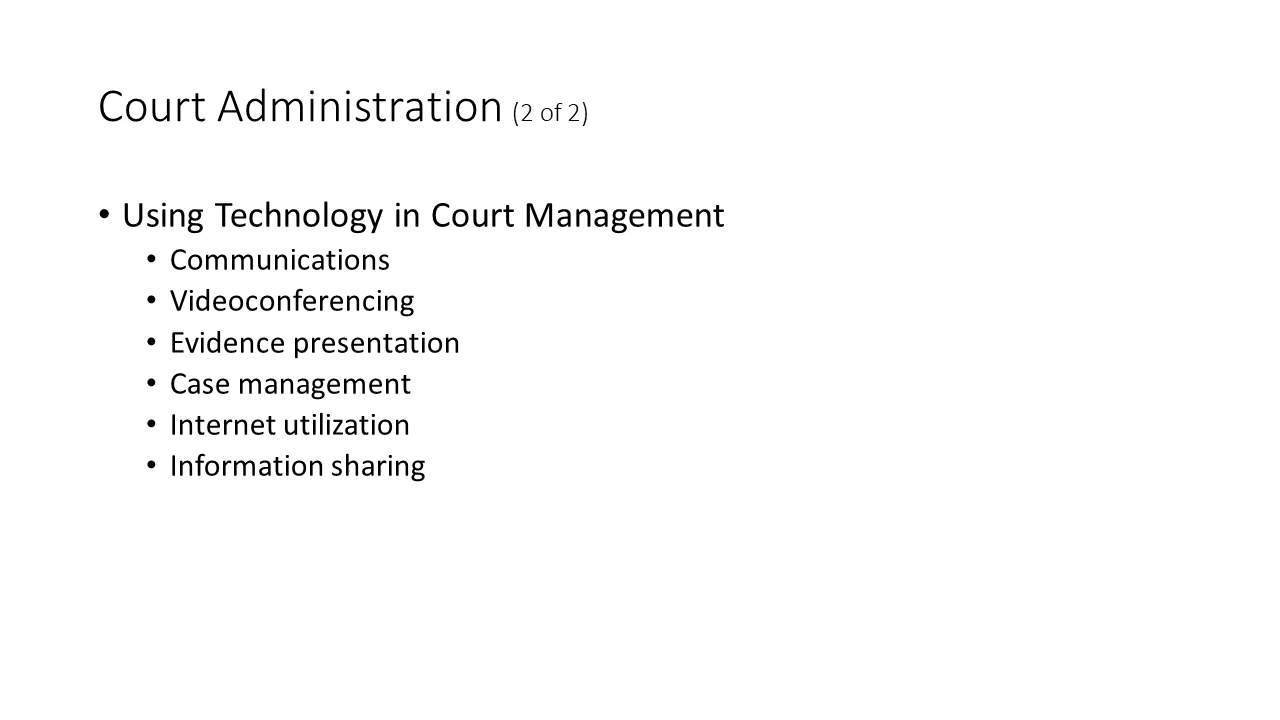 Court Administration (2 of 2)
• Using Technology in Court Management
• Communications
• Videoconferencing
• Evidence presentation
• Case management
• Internet utilization
• Information sharing